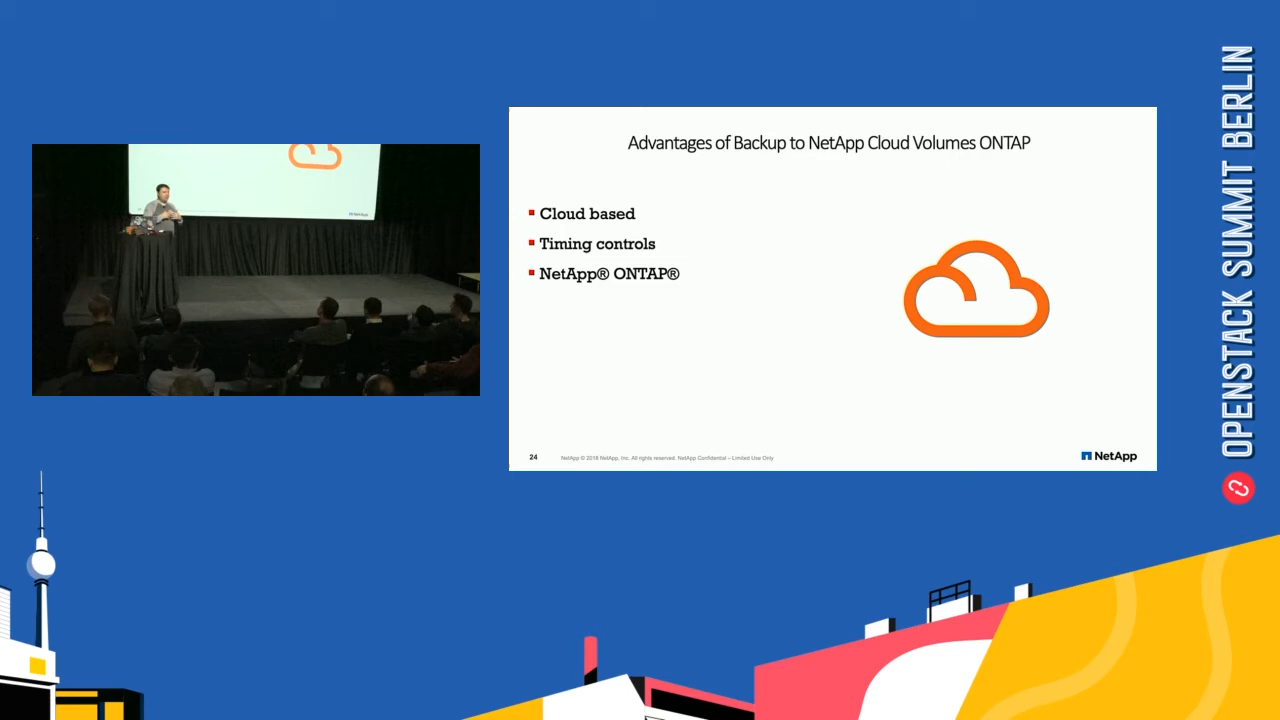 Advantages of Backup to NetApp Cloud Volumes ONTAP
Cloud based
Timing controls
NetApp® ONTAP®
24
NetApp © 2018 NetApp, Inc. All rights reserved. NetApp Confidential – Limited Use Only
NetApp
OPENSTACK SUMMIT BERLIN
NetApp